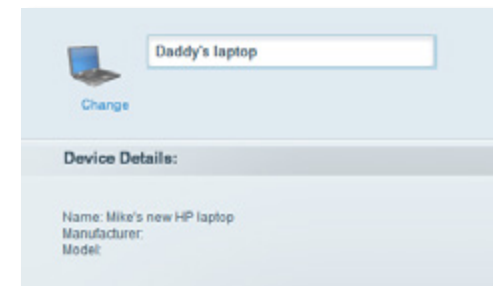 Daddy's laptop
Change
Device Details:
Name: Mike's new HP laptop
Manufacturer:
Model: